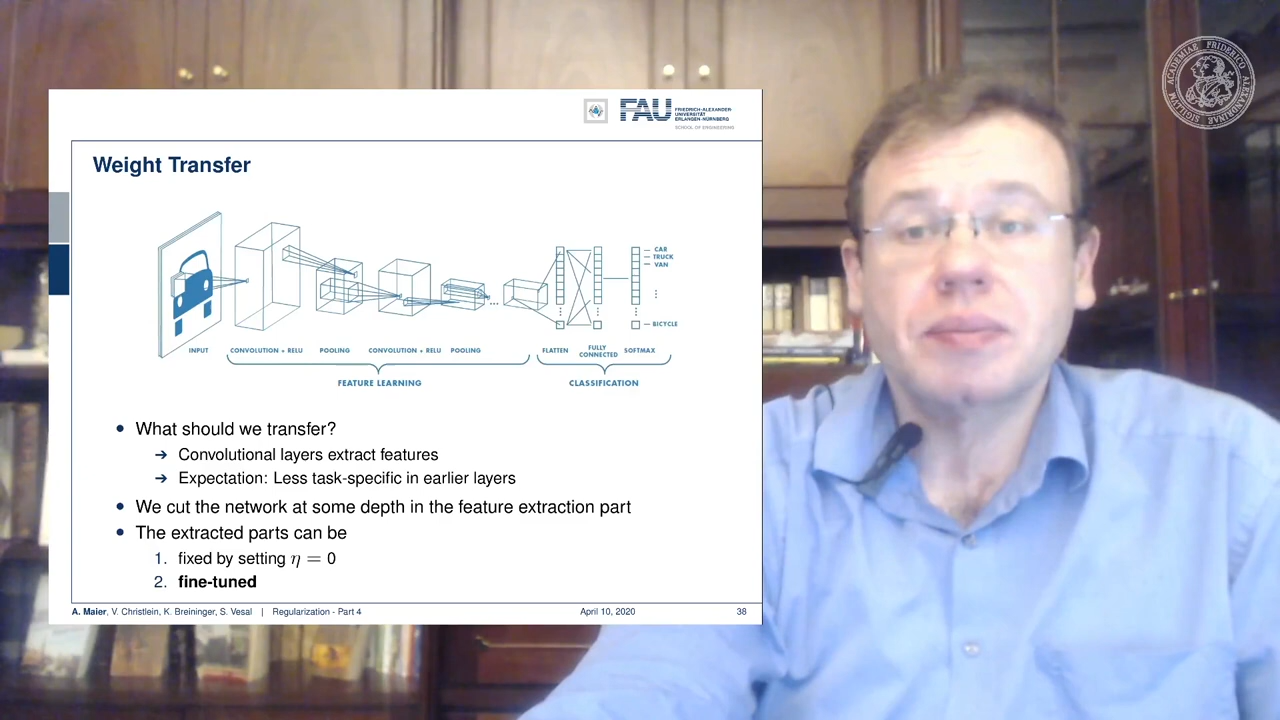 ACADEMIAE FRIDERICO ALEXANDRINAE SIGILLVM
FAU
FRIEDRICH-ALEXANDER-
UNIVERSITÄT
ERLANGEN-NÜRNBERG
SCHOOL OF ENGINEERING
Weight Transfer
CAR
TRUCK
VAN
BICYCLE
INPUT
CONVOLUTION + RELU
POOLING
CONVOLUTION + RELU
POOLING
FLATTEN
FULLY
CONNECTED
SOFTMAX
FEATURE LEARNING
CLASSIFICATION
• What should we transfer?
→ Convolutional layers extract features
→ Expectation: Less task-specific in earlier layers
• We cut the network at some depth in the feature extraction part
• The extracted parts can be
1. fixed by setting η = 0
2. fine-tuned
A. Maier, V. Christlein, K. Breininger, S. Vesal | Regularization - Part 4
April 10, 2020
38